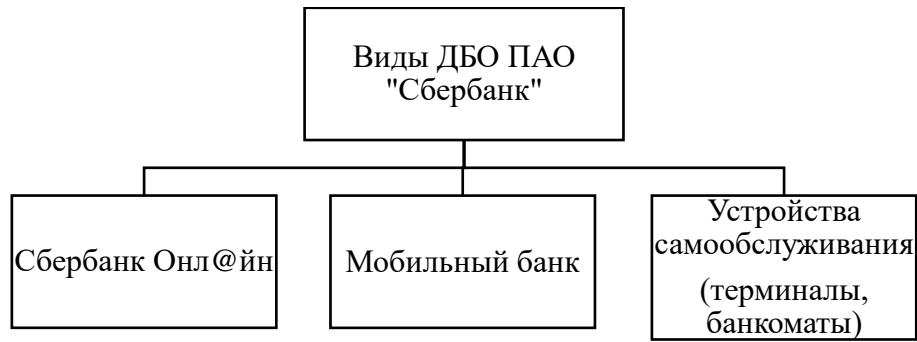 Виды ДБО ПАО
"Сбербанк"
Сбербанк Онл@йн
Мобильный банк
Устройства
самообслуживания
(терминалы,
банкоматы)